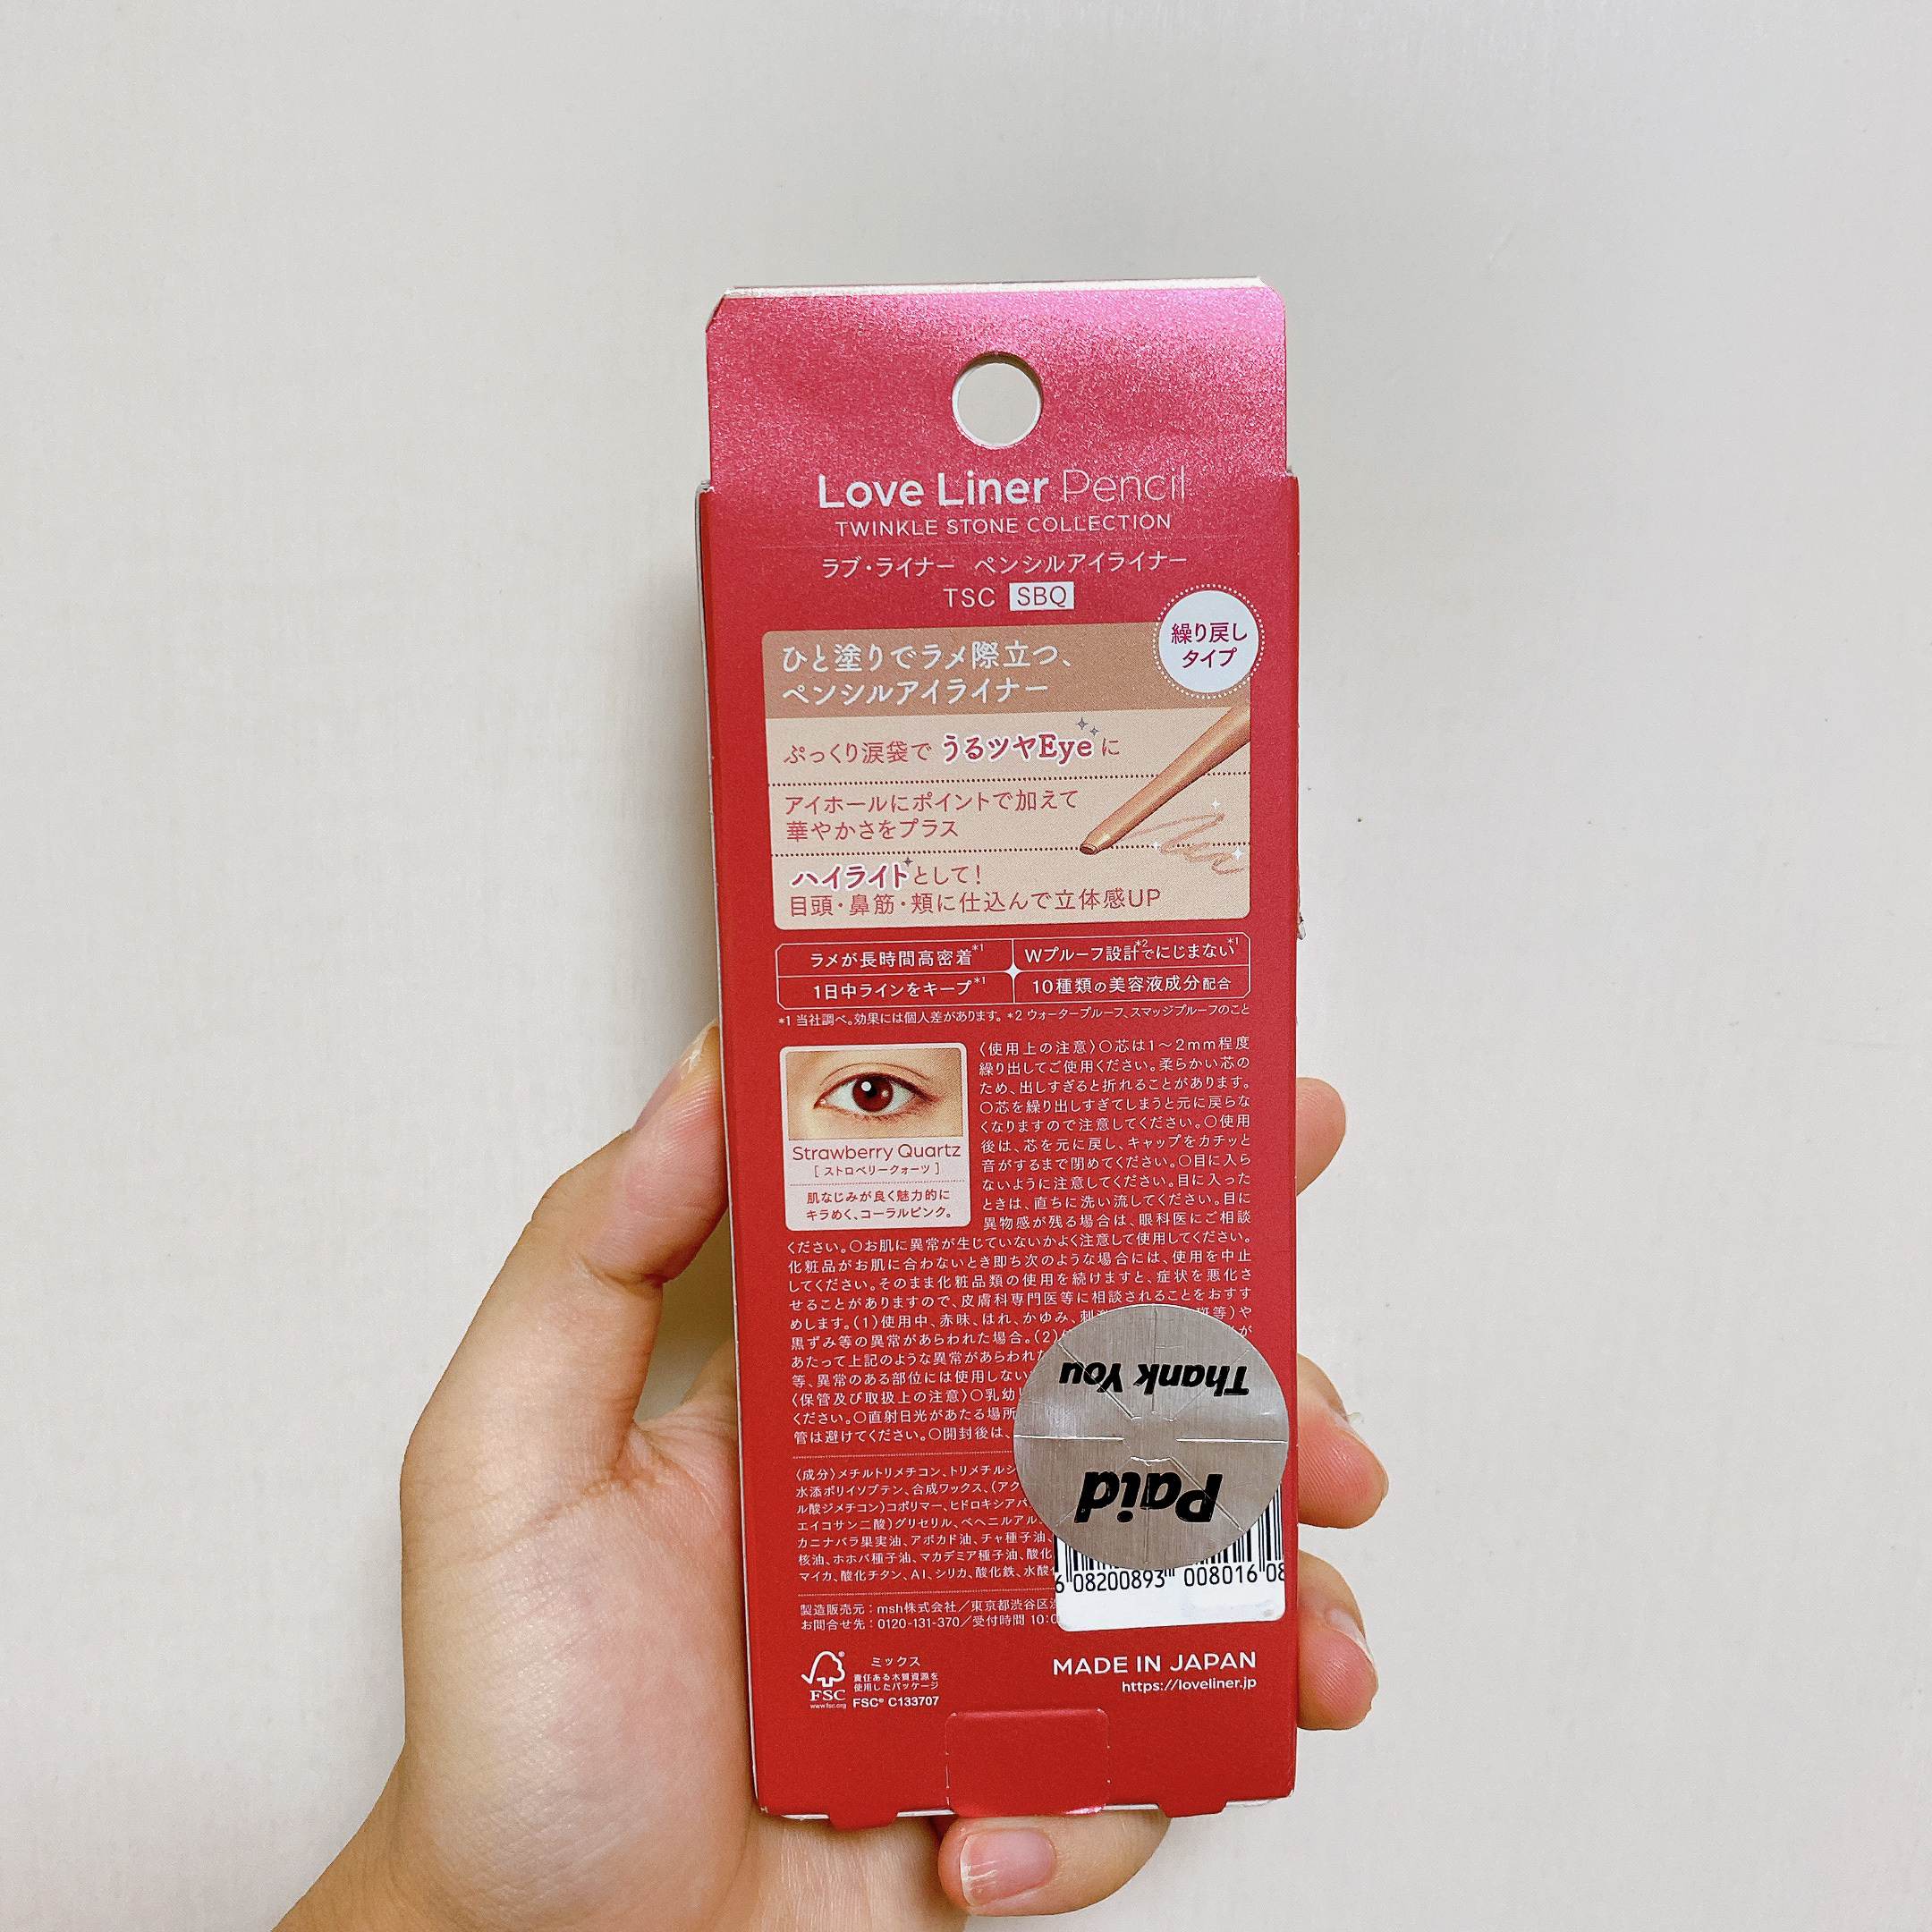 Love Liner Pencil
TWINKLE STONE COLLECTION
ラブ・ライナー ペンシルアイライナー
TSC SBQ
繰り戻し
タイプ
ひと塗りでラメ際立つ、
ペンシルアイライナー
ぷっくり涙袋で うるツヤEyeに
アイホールにポイントで加えて
華やかさをプラス
ハイライトとして!
目頭・鼻筋・頬に仕込んで立体感UP
ラメが長時間高密着*1
Wプルーフ設計*2でにじまない*1
1日中ラインをキープ*1
10種類の美容液成分配合
*1 当社調べ。効果には個人差があります。 *2 ウォータープルーフ、スマッジプルーフのこと
Strawberry Quartz
[ ストロベリークォーツ ]
肌なじみが良く魅力的に
キラめく、コーラルピンク。
〈使用上の注意〉○芯は1〜2mm程度
繰り出してご使用ください。柔らかい芯の
ため、出しすぎると折れることがあります。
○芯を繰り出しすぎてしまうと元に戻らな
くなりますので注意してください。○使用
後は、芯を元に戻し、キャップをカチッと
音がするまで閉めてください。○目に入ら
ないように注意してください。目に入った
ときは、直ちに洗い流してください。目に
異物感が残る場合は、眼科医にご相談
ください。○お肌に異常が生じていないかよく注意して使用してください。
化粧品がお肌に合わないとき即ち次のような場合には、使用を中止
してください。そのまま化粧品類の使用を続けますと、症状を悪化さ
せることがありますので、皮膚科専門医等に相談されることをおすす
めします。(1)使用中、赤味、はれ、かゆみ、刺 斑等)や
黒ずみ等の異常があらわれた場合。(2) が
あたって上記のような異常があらわれた
等、異常のある部位には使用しない
〈保管及び取扱上の注意〉○乳幼
ください。○直射日光があたる場所
管は避けてください。○開封後は、
〈成分〉メチルトリメチコン、トリメチルシ
水添ポリイソブテン、合成ワックス、(アク
ル酸ジメチコン)コポリマー、ヒドロキシアパ
エイコサン二酸)グリセリル、ベヘニルアル
カニナバラ果実油、アボカド油、チャ種子油、
核油、ホホバ種子油、マカデミア種子油、酸化
マイカ、酸化チタン、Al、シリカ、酸化鉄、水酸
製造販売元：msh株式会社／東京都渋谷区
お問合せ先：0120-131-370／受付時間 10:0
Thank You
Paid
6 08200893 008016 08
FSC
www.fsc.org
ミックス
責任ある木質資源を
使用したパッケージ
FSC® C133707
MADE IN JAPAN
https://loveliner.jp